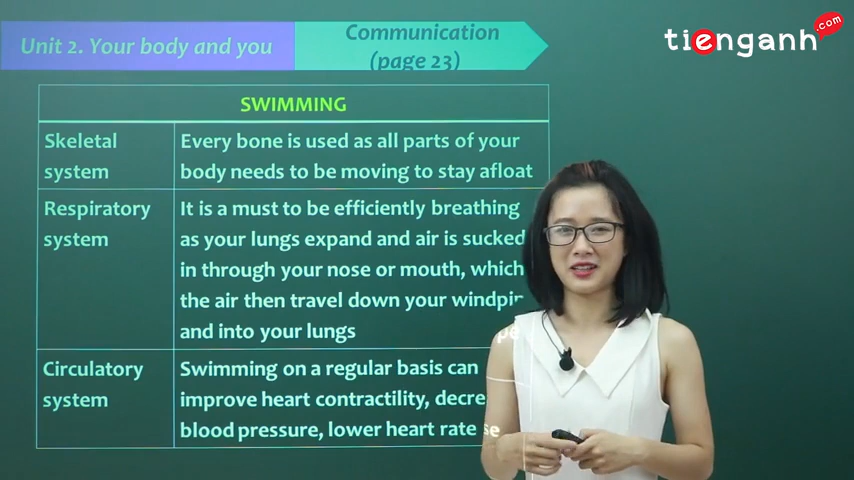 Unit 2. Your body and you
Communication
(page 23)
tienganh
.com
SWIMMING
Skeletal
system
Every bone is used as all parts of your
body needs to be moving to stay afloat
Respiratory
system
It is a must to be efficiently breathing
as your lungs expand and air is sucked
in through your nose or mouth, which
the air then travel down your windpipe
and into your lungs
Circulatory
system
Swimming on a regular basis can
improve heart contractility, decrease
blood pressure, lower heart rate